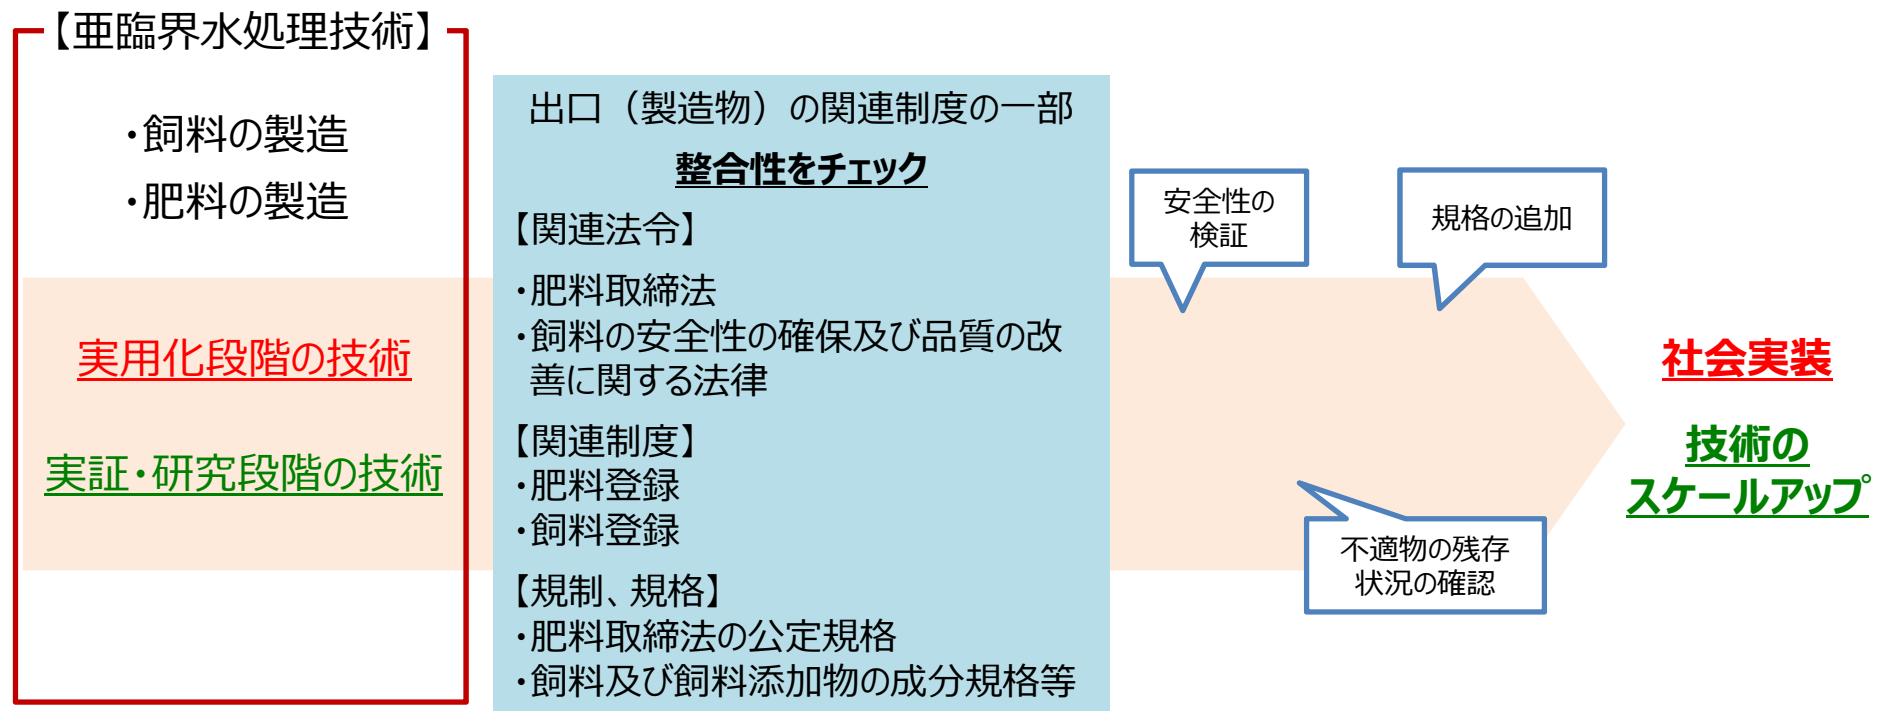 【亜臨界水処理技術】
・飼料の製造
・肥料の製造
実用化段階の技術
実証・研究段階の技術
出口（製造物）の関連制度の一部
整合性をチェック
【関連法令】
・肥料取締法
・飼料の安全性の確保及び品質の改
善に関する法律
【関連制度】
・肥料登録
・飼料登録
【規制、規格】
・肥料取締法の公定規格
・飼料及び飼料添加物の成分規格等
安全性の
検証
規格の追加
不適物の残存
状況の確認
社会実装
技術の
スケールアップ